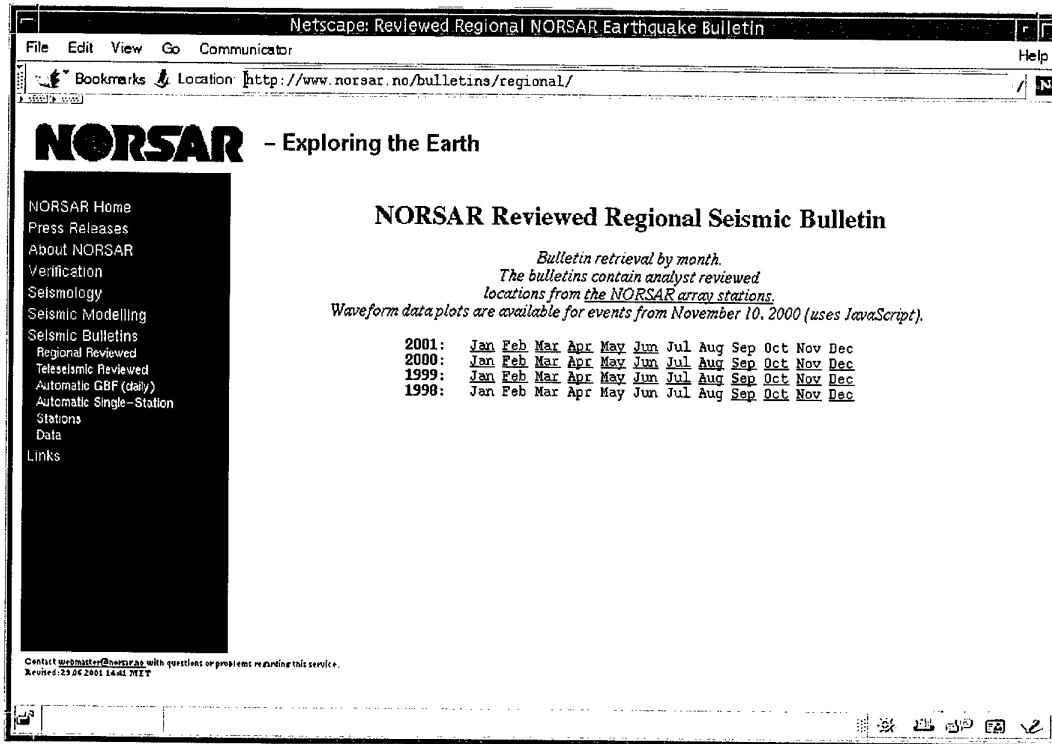 Netscape: Reviewed Regional NORSAR Earthquake Bulletin
File Edit View Go Communicator Help
Bookmarks Location: http://www.norsar.no/bulletins/regional/
NORSAR – Exploring the Earth
NORSAR Home
Press Releases
About NORSAR
Verification
Seismology
Seismic Modelling
Seismic Bulletins
Regional Reviewed
Teleseismic Reviewed
Automatic GBF (daily)
Automatic Single-Station
Stations
Data
Links
NORSAR Reviewed Regional Seismic Bulletin
Bulletin retrieval by month.
The bulletins contain analyst reviewed
locations from the NORSAR array stations.
Waveform data plots are available for events from November 10, 2000 (uses JavaScript).
2001: Jan Feb Mar Apr May Jun Jul Aug Sep Oct Nov Dec
2000: Jan Feb Mar Apr May Jun Jul Aug Sep Oct Nov Dec
1999: Jan Feb Mar Apr May Jun Jul Aug Sep Oct Nov Dec
1998: Jan Feb Mar Apr May Jun Jul Aug Sep Oct Nov Dec
Contact webmaster@norsar.no with questions or problems regarding this service.
Revised: 29.06.2001 14:41 MET